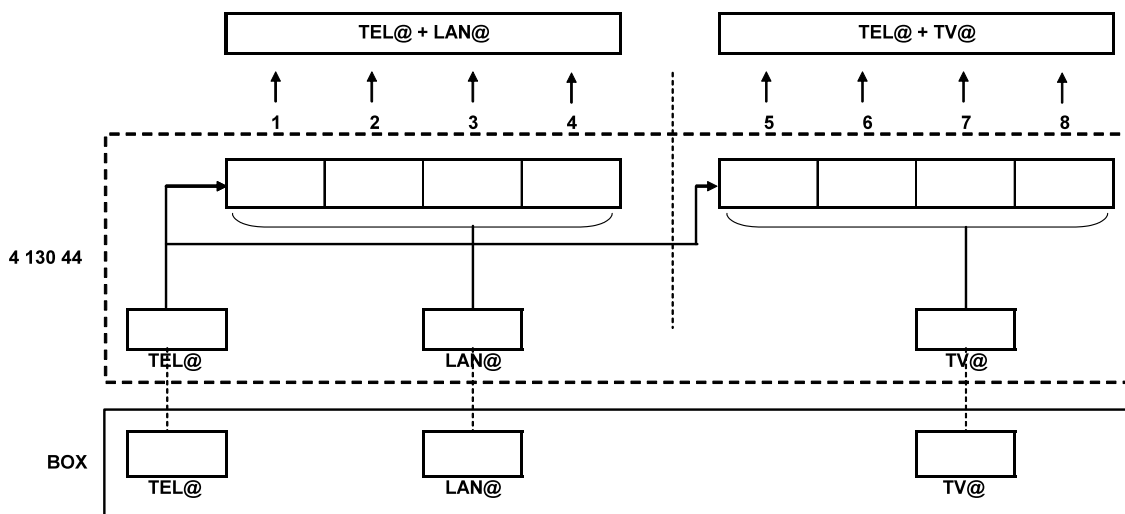 TEL@ + LAN@
TEL@ + TV@
1
2
3
4
5
6
7
8
4 130 44
TEL@
LAN@
TV@
BOX
TEL@
LAN@
TV@